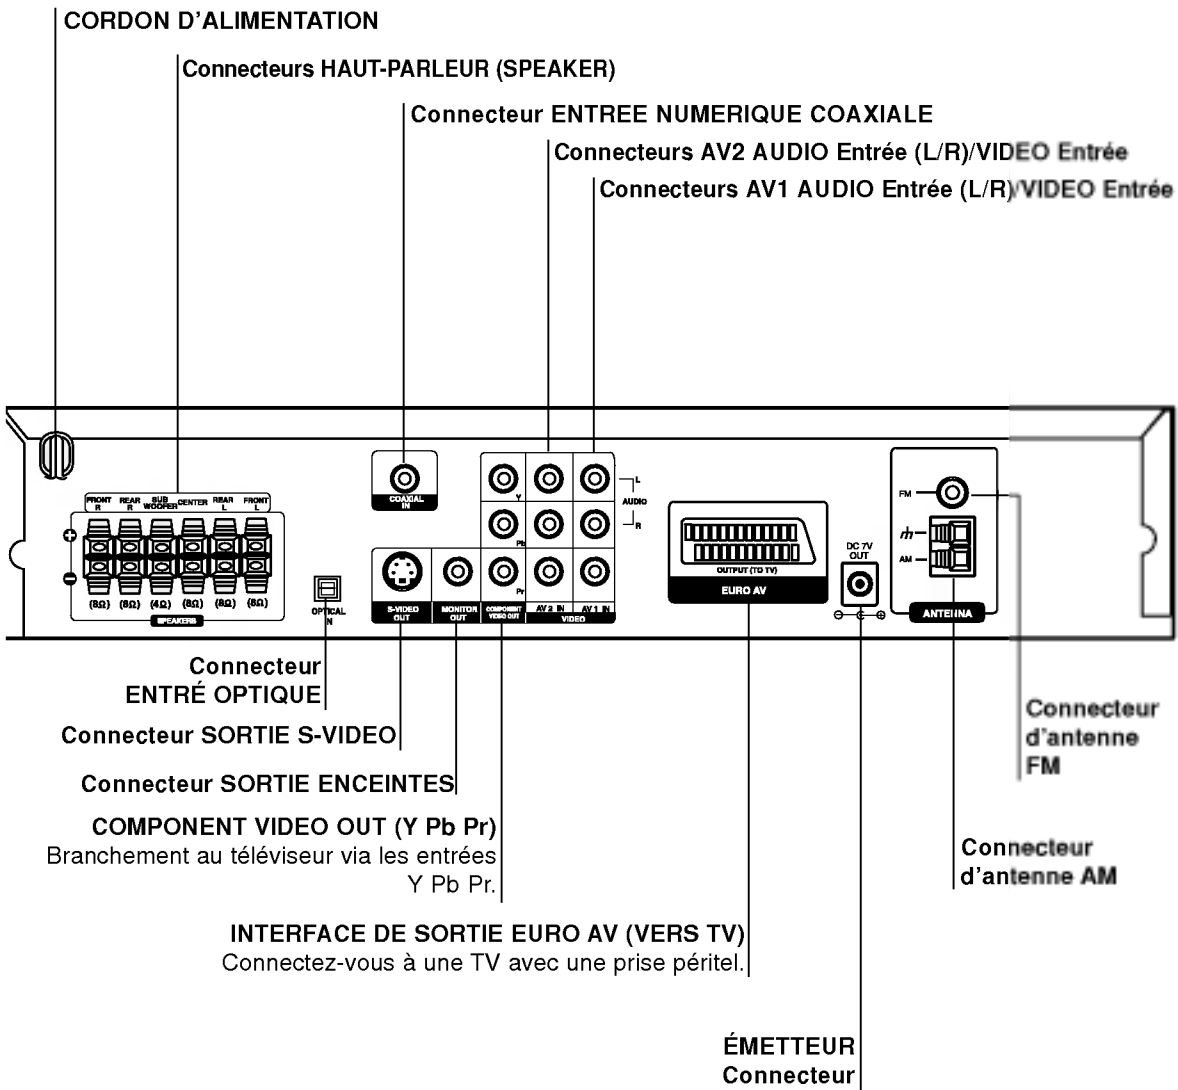 CORDON D'ALIMENTATION
Connecteurs HAUT-PARLEUR (SPEAKER)
Connecteur ENTREE NUMERIQUE COAXIALE
Connecteurs AV2 AUDIO Entrée (L/R)/VIDEO Entrée
Connecteurs AV1 AUDIO Entrée (L/R)/VIDEO Entrée
FRONT R
REAR R
SUB WOOFER
CENTER
REAR L
FRONT L
(8Ω) (8Ω) (4Ω) (8Ω) (8Ω) (8Ω)
SPEAKERS
OPTICAL IN
COAXIAL IN
Y
Pb
Pr
L
AUDIO
R
S-VIDEO OUT
MONITOR OUT
COMPONENT VIDEO OUT
AV 2 IN
AV 1 IN
VIDEO
OUTPUT (TO TV)
EURO AV
DC 7V OUT
FM
AM
ANTENNA
Connecteur
ENTRÉ OPTIQUE
Connecteur SORTIE S-VIDEO
Connecteur SORTIE ENCEINTES
COMPONENT VIDEO OUT (Y Pb Pr)
Branchement au téléviseur via les entrées
Y Pb Pr.
INTERFACE DE SORTIE EURO AV (VERS TV)
Connectez-vous à une TV avec une prise péritel.
ÉMETTEUR
Connecteur
Connecteur
d'antenne
FM
Connecteur
d'antenne AM